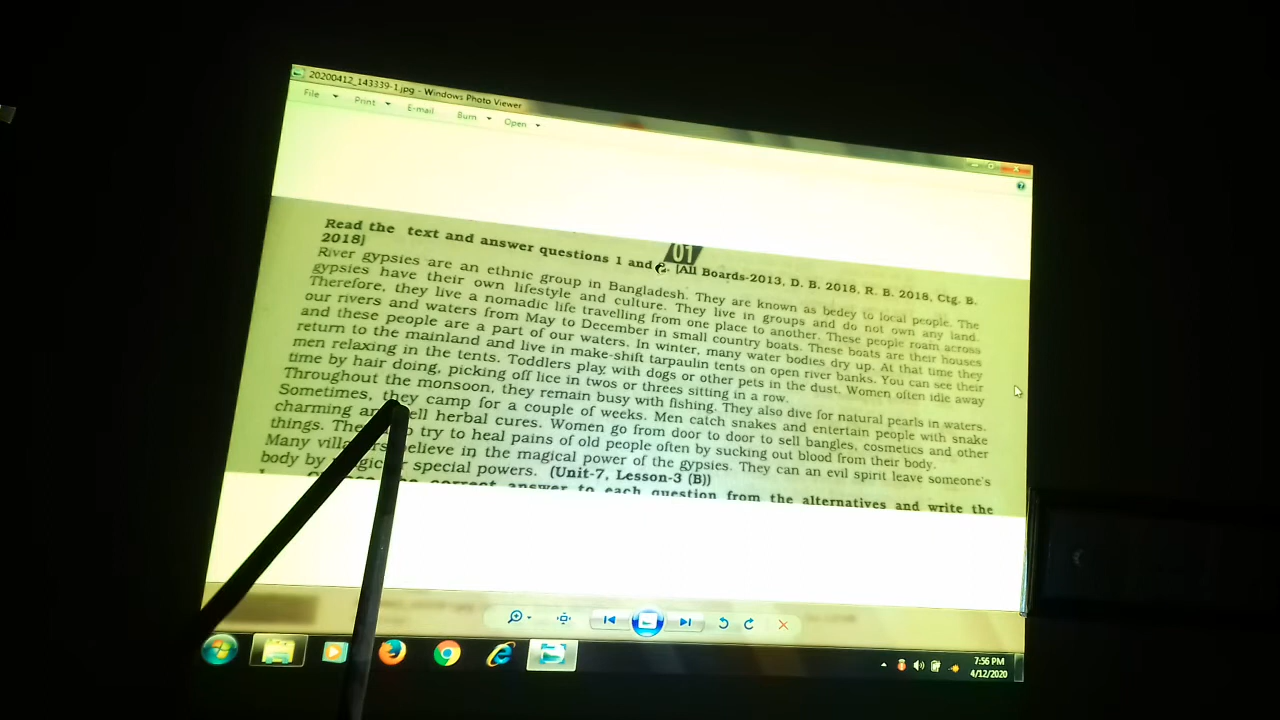 20200412_143339-1.jpg - Windows Photo Viewer
File Print E-mail Burn Open
01
Read the text and answer questions 1 and 2. [All Boards-2013, D. B. 2018, R. B. 2018, Ctg. B.
2018]
River gypsies are an ethnic group in Bangladesh. They are known as bedey to local people. The
gypsies have their own lifestyle and culture. They live in groups and do not own any land.
Therefore, they live a nomadic life travelling from one place to another. These people roam across
our rivers and waters from May to December in small country boats. These boats are their houses
and these people are a part of our waters. In winter, many water bodies dry up. At that time they
return to the mainland and live in make-shift tarpaulin tents on open river banks. You can see their
men relaxing in the tents. Toddlers play with dogs or other pets in the dust. Women often idle away
time by hair doing, picking off lice in twos or threes sitting in a row.
Throughout the monsoon, they remain busy with fishing. They also dive for natural pearls in waters.
Sometimes, they camp for a couple of weeks. Men catch snakes and entertain people with snake
charming and sell herbal cures. Women go from door to door to sell bangles, cosmetics and other
things. They try to heal pains of old people often by sucking out blood from their body.
Many villagers believe in the magical power of the gypsies. They can an evil spirit leave someone's
body by magic or special powers. (Unit-7, Lesson-3 (B))
correct answer to each question from the alternatives and write the
7:56 PM
4/12/2020